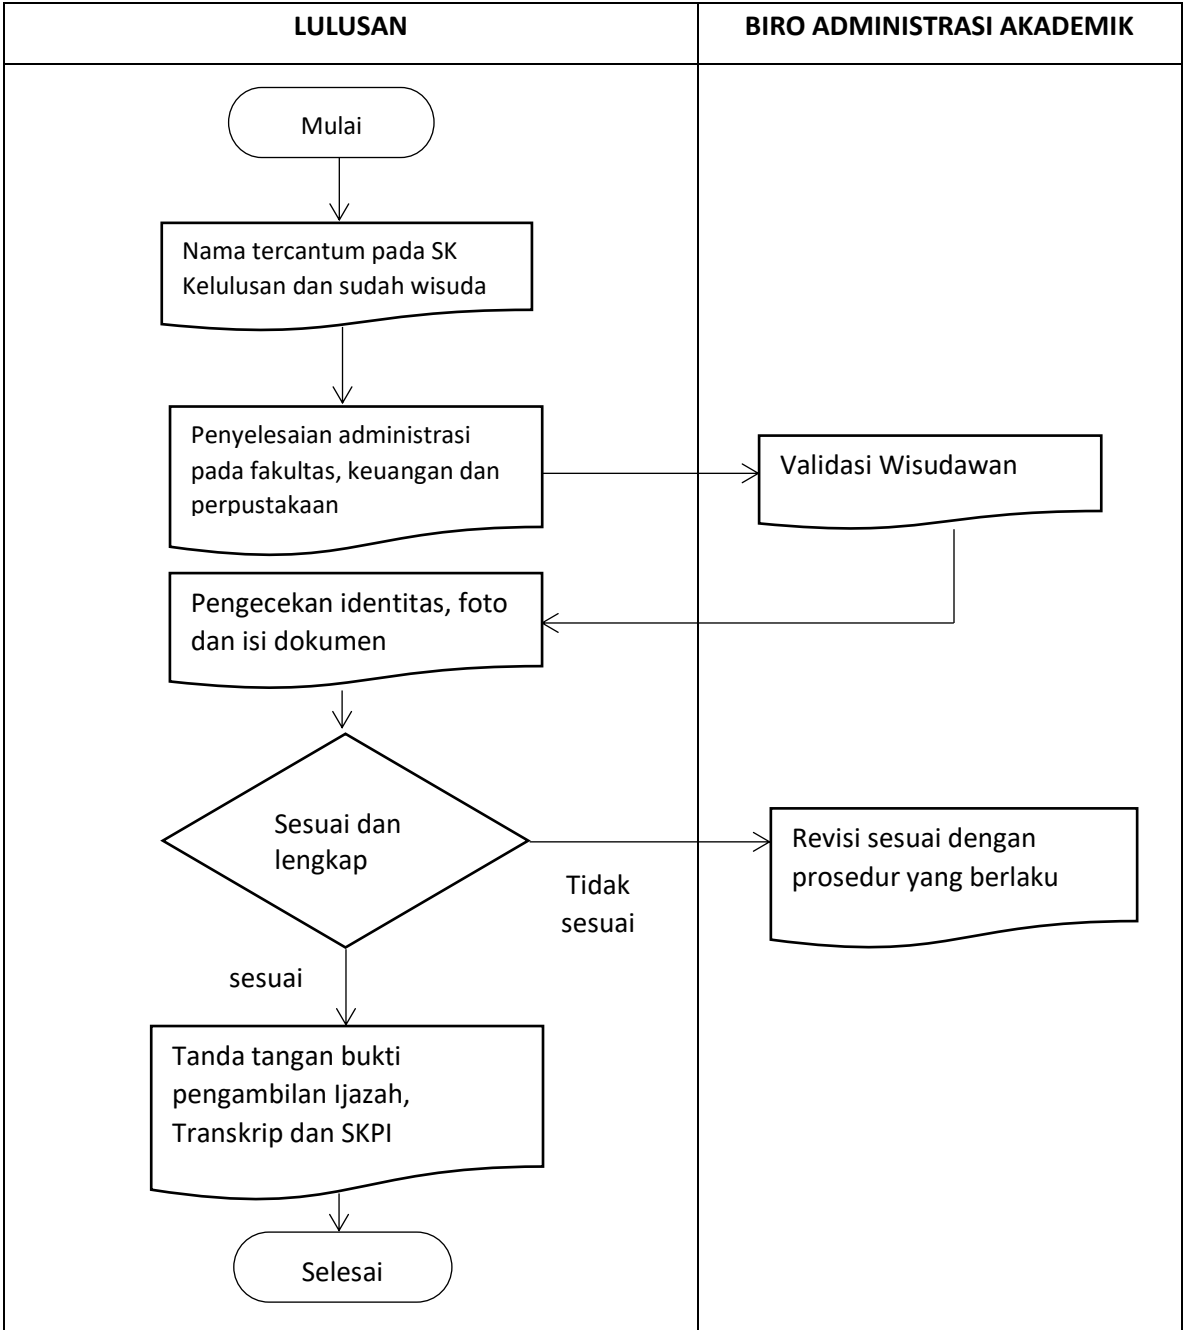 LULUSAN
BIRO ADMINISTRASI AKADEMIK
Mulai
Nama tercantum pada SK
Kelulusan dan sudah wisuda
Penyelesaian administrasi
pada fakultas, keuangan dan
perpustakaan
Validasi Wisudawan
Pengecekan identitas, foto
dan isi dokumen
Sesuai dan
lengkap
Tidak
sesuai
Revisi sesuai dengan
prosedur yang berlaku
sesuai
Tanda tangan bukti
pengambilan Ijazah,
Transkrip dan SKPI
Selesai